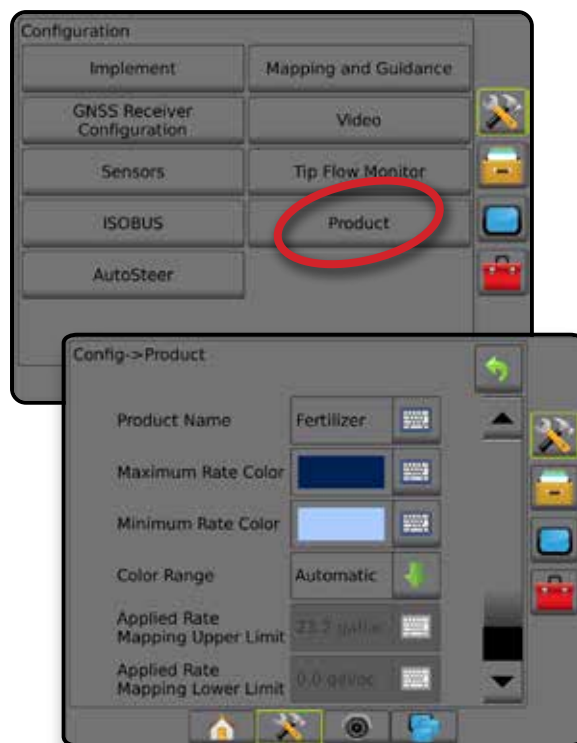 Configuration
Implement
Mapping and Guidance
GNSS Receiver
Configuration
Video
Sensors
Tip Flow Monitor
ISOBUS
Product
AutoSteer
Config->Product
Product Name
Fertilizer
Maximum Rate Color
Minimum Rate Color
Color Range
Automatic
Applied Rate
Mapping Upper Limit
Applied Rate
Mapping Lower Limit